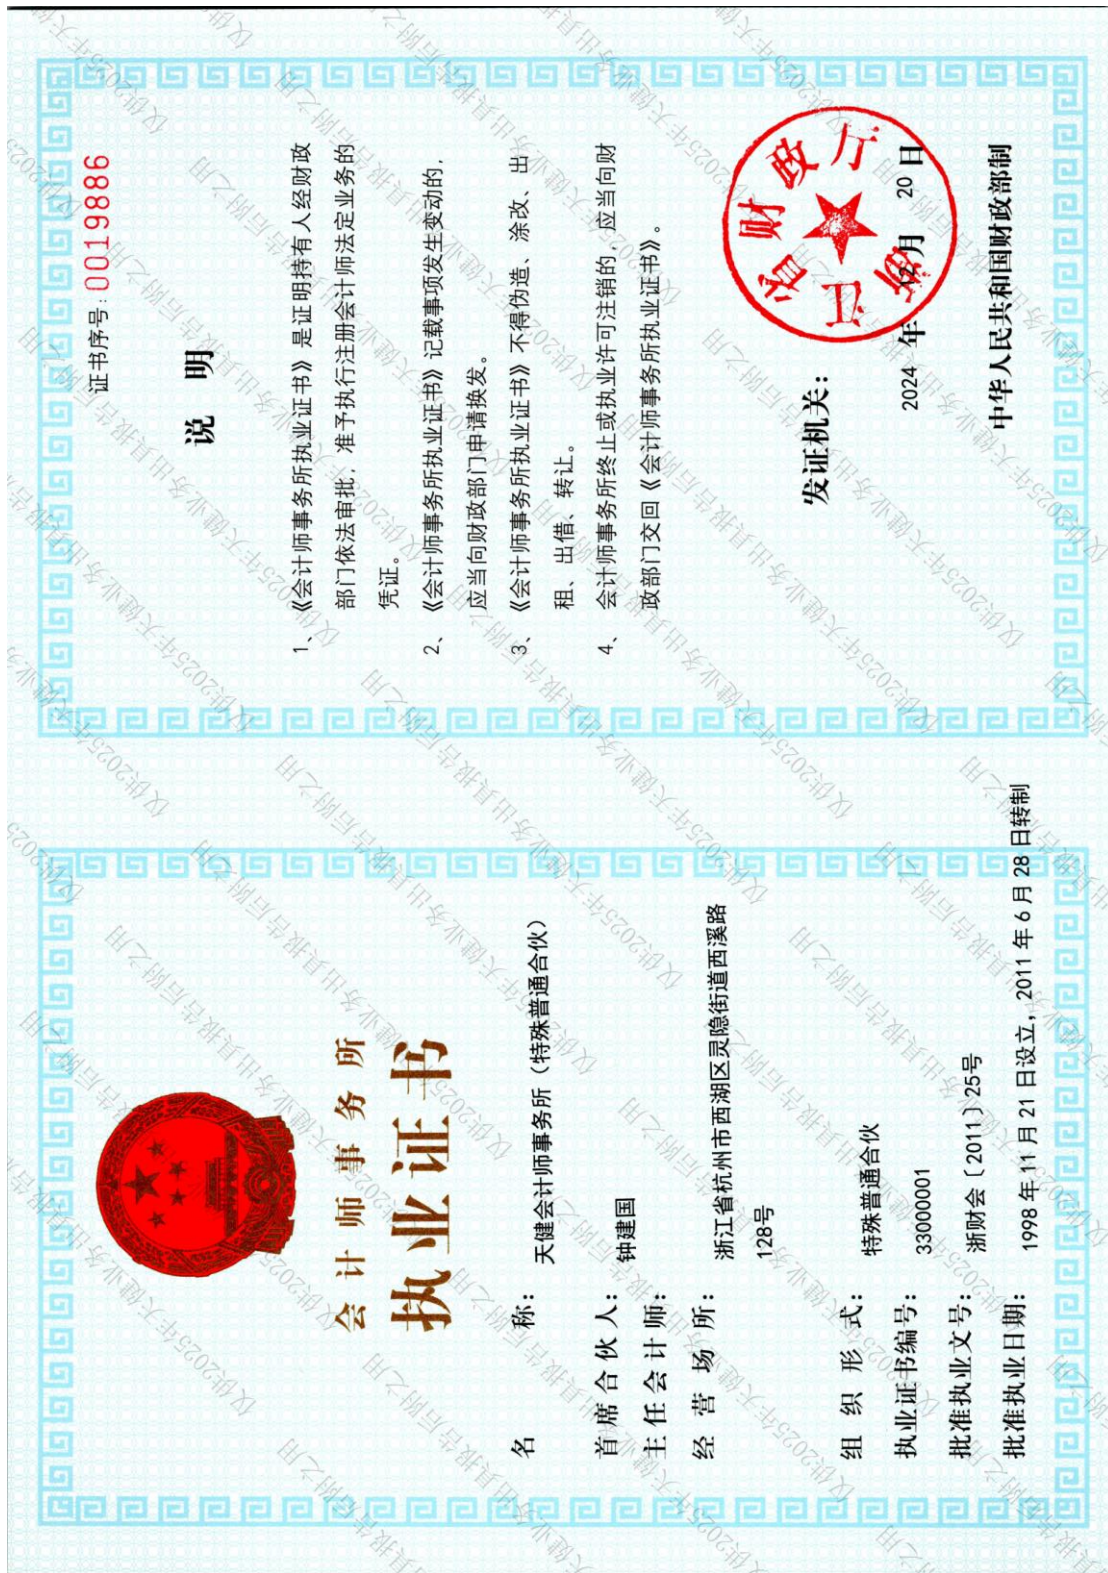 会计师事务所
执业证书
名称：天健会计师事务所（特殊普通合伙）
首席合伙人：钟建国
主任会计师：
经营场所：浙江省杭州市西湖区灵隐街道西溪路
128号
组织形式：特殊普通合伙
执业证书编号：33000001
批准执业文号：浙财会〔2011〕25号
批准执业日期：1998年11月21日设立，2011年6月28日转制
证书序号：0019886
说明
1、《会计师事务所执业证书》是证明持有人经财政
部门依法审批，准予执行注册会计师法定业务的
凭证。
2、《会计师事务所执业证书》记载事项发生变动的，
应当向财政部门申请换发。
3、《会计师事务所执业证书》不得伪造、涂改、出
租、出借、转让。
4、会计师事务所终止或执业许可注销的，应当向财
政部门交回《会计师事务所执业证书》。
发证机关：
浙江省财政厅
2024年12月20日
中华人民共和国财政部制
仅供2025年天健业务出具报告后附之用